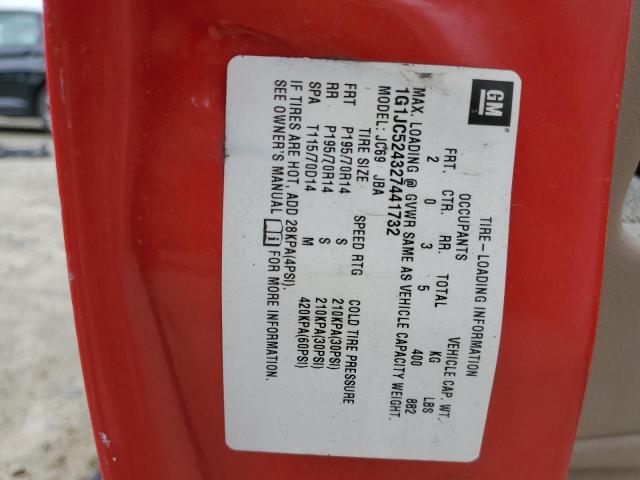 GM
TIRE-LOADING INFORMATION
OCCUPANTS VEHICLE CAP. WT.
FRT. CTR. RR. TOTAL KG LBS
2 0 3 5 400 882
MAX. LOADING @ GVWR SAME AS VEHICLE CAPACITY WEIGHT.
1G1JC524327441732
MODEL: JC69 JBA
TIRE SIZE SPEED RTG COLD TIRE PRESSURE
FRT P195/70R14 S 210KPA(30PSI)
RR P195/70R14 S 210KPA(30PSI)
SPA T115/70D14 M 420KPA(60PSI)
IF TIRES ARE HOT, ADD 28KPA(4PSI).
SEE OWNER'S MANUAL i FOR MORE INFORMATION.